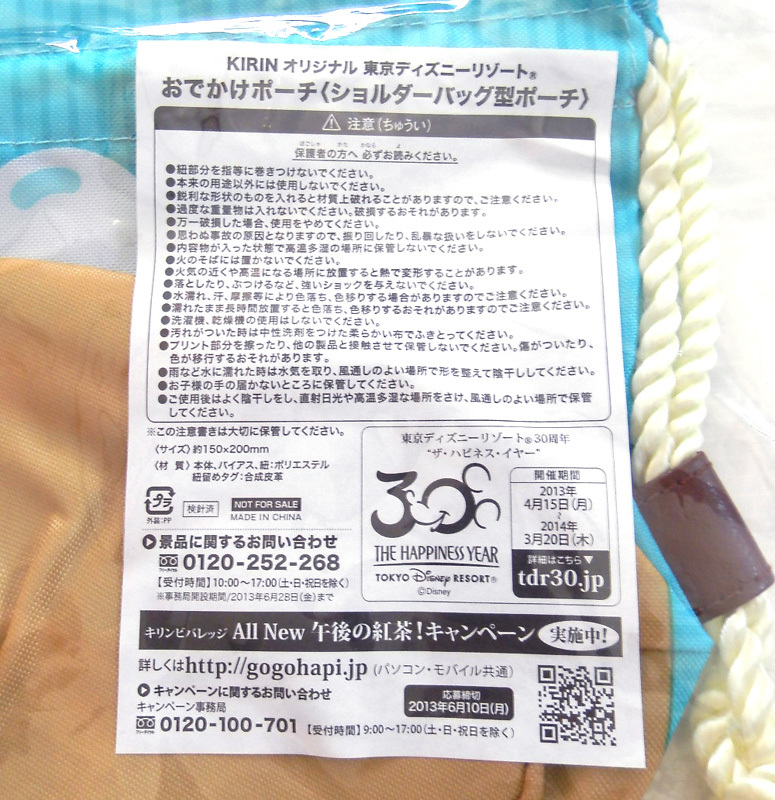 KIRIN オリジナル 東京ディズニーリゾート®
おでかけポーチ〈ショルダーバッグ型ポーチ〉
⚠ 注意(ちゅうい)
ほごしゃ かた かなら よ
保護者の方へ 必ずお読みください。
●紐部分を指等に巻きつけないでください。
●本来の用途以外には使用しないでください。
●鋭利な形状のものを入れると材質上破れることがありますので、ご注意ください。
●過度な重量物は入れないでください。破損するおそれがあります。
●万一破損した場合、使用をやめてください。
●思わぬ事故の原因となりますので、振り回したり、乱暴な扱いをしないでください。
●内容物が入った状態で高温多湿の場所に保管しないでください。
●火のそばには置かないでください。
●火気の近くや高温になる場所に放置すると熱で変形することがあります。
●落としたり、ぶつけるなど、強いショックを与えないでください。
●水濡れ、汗、摩擦等により色落ち、色移りする場合がありますのでご注意ください。
●濡れたまま長時間放置すると色落ち、色移りするおそれがありますのでご注意ください。
●洗濯機、乾燥機の使用はしないでください。
●汚れがついた時は中性洗剤をつけた柔らかい布でふきとってください。
●プリント部分を擦ったり、他の製品と接触させて保管しないでください。傷がついたり、
色が移行するおそれがあります。
●雨など水に濡れた時は水気を取り、風通しのよい場所で形を整えて陰干ししてください。
●お子様の手の届かないところに保管してください。
●ご使用後はよく陰干しをし、直射日光や高温多湿な場所をさけ、風通しのよい場所で保管
してください。
※この注意書きは大切に保管してください。
〈サイズ〉約150×200mm
〈材 質〉本体、バイアス、紐:ポリエステル
紐留めタグ:合成皮革
プラ
外装:PP
検針済
NOT FOR SALE
MADE IN CHINA
景品に関するお問い合わせ
フリーダイヤル
0120-252-268
【受付時間】10:00〜17:00(土・日・祝日を除く)
※事務局開設期間/2013年6月28日(金)まで
東京ディズニーリゾート®30周年
“ザ・ハピネス・イヤー”
30
THE HAPPINESS YEAR
TOKYO Disney RESORT®
©Disney
開催期間
2013年
4月15日(月)
〜
2014年
3月20日(木)
詳細はこちら▼
tdr30.jp
キリンビバレッジ All New 午後の紅茶!キャンペーン 実施中!
詳しくはhttp://gogohapi.jp(パソコン・モバイル共通)
キャンペーンに関するお問い合わせ
キャンペーン事務局
フリーダイヤル
0120-100-701【受付時間】9:00〜17:00(土・日・祝日を除く)
応募締切
2013年6月10日(月)